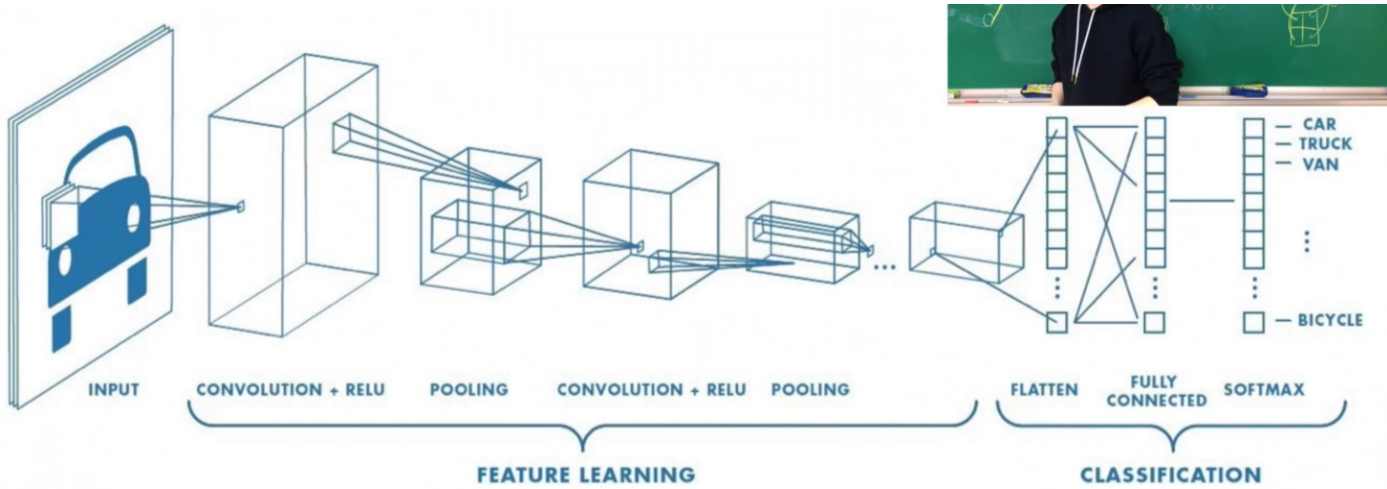 CAR
TRUCK
VAN
BICYCLE
INPUT
CONVOLUTION + RELU
POOLING
CONVOLUTION + RELU
POOLING
FLATTEN
FULLY
CONNECTED
SOFTMAX
FEATURE LEARNING
CLASSIFICATION